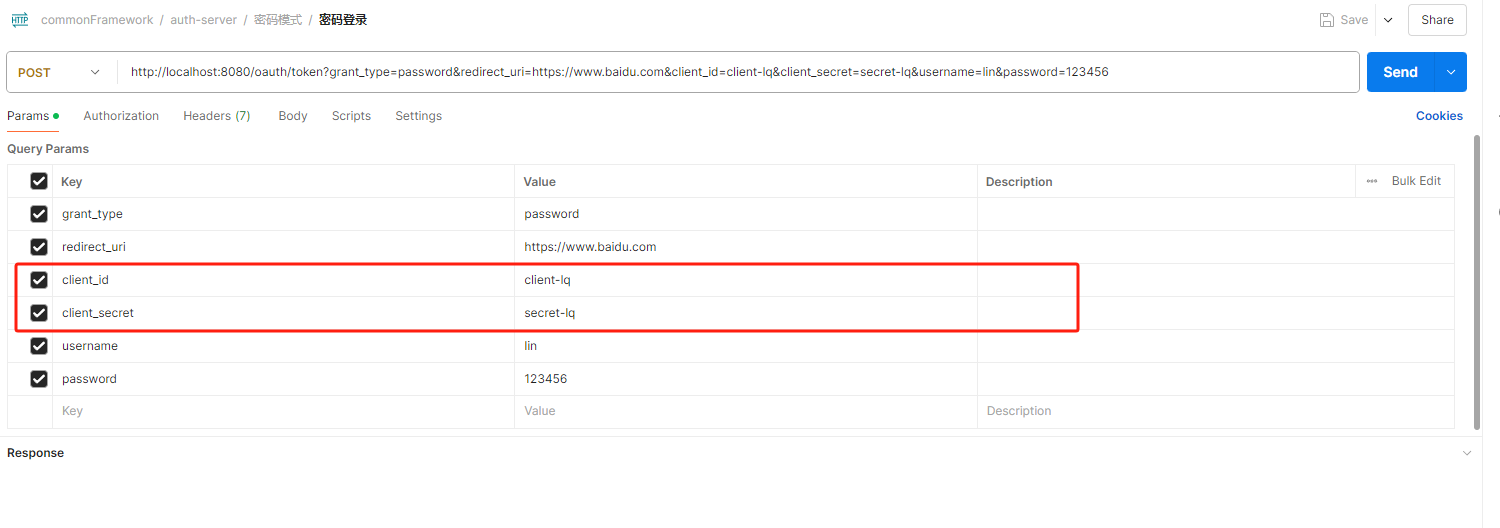 HTTP commonFramework / auth-server / 密码模式 / 密码登录 Save Share
POST http://localhost:8080/oauth/token?grant_type=password&redirect_uri=https://www.baidu.com&client_id=client-lq&client_secret=secret-lq&username=lin&password=123456 Send
Params Authorization Headers (7) Body Scripts Settings Cookies
Query Params
Key Value Description Bulk Edit
grant_type password
redirect_uri https://www.baidu.com
client_id client-lq
client_secret secret-lq
username lin
password 123456
Key Value Description
Response